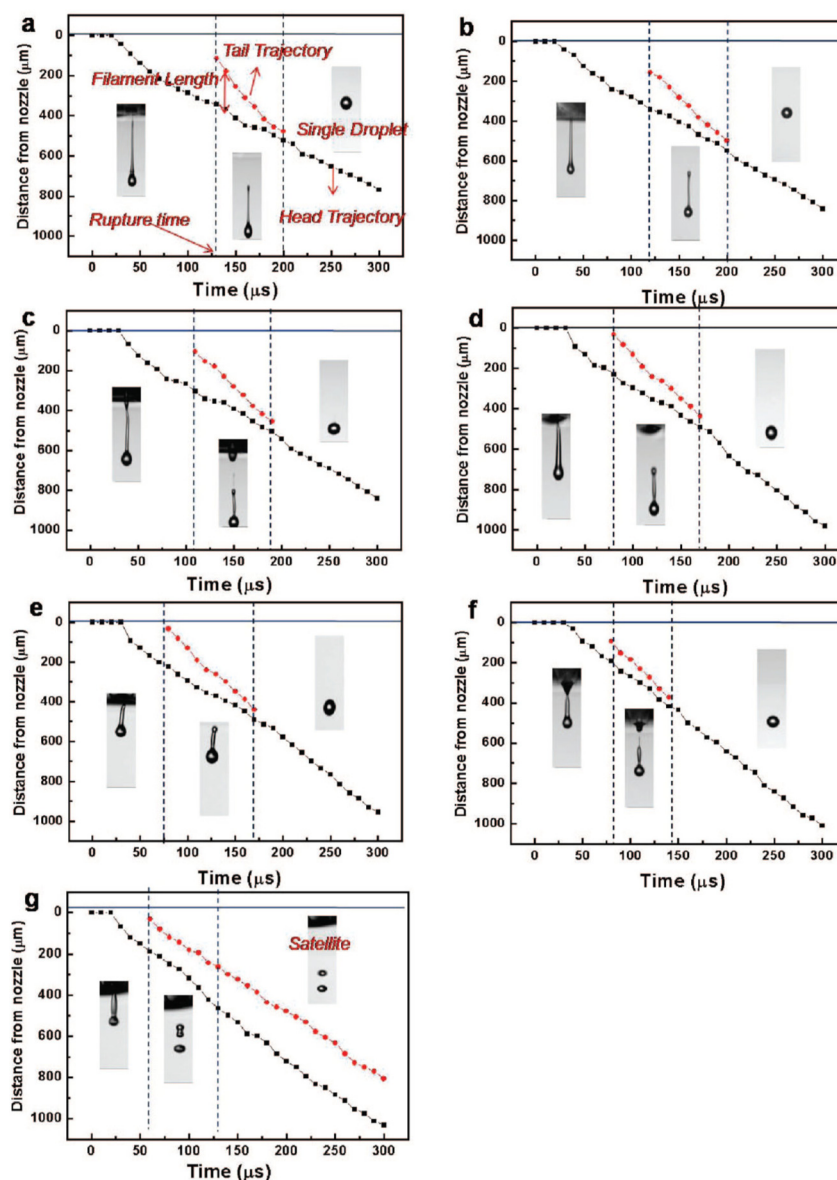 a
Distance from nozzle (μm)
0
200
400
600
800
1000
Tail Trajectory
Filament Length
Single Droplet
Head Trajectory
Rupture time
0 50 100 150 200 250 300
Time (μs)
b
Distance from nozzle (μm)
0
200
400
600
800
1000
0 50 100 150 200 250 300
Time (μs)
c
Distance from nozzle (μm)
0
200
400
600
800
1000
0 50 100 150 200 250 300
Time (μs)
d
Distance from nozzle (μm)
0
200
400
600
800
1000
0 50 100 150 200 250 300
Time (μs)
e
Distance from nozzle (μm)
0
200
400
600
800
1000
0 50 100 150 200 250 300
Time (μs)
f
Distance from nozzle (μm)
0
200
400
600
800
1000
0 50 100 150 200 250 300
Time (μs)
g
Distance from nozzle (μm)
0
200
400
600
800
1000
Satellite
0 50 100 150 200 250 300
Time (μs)